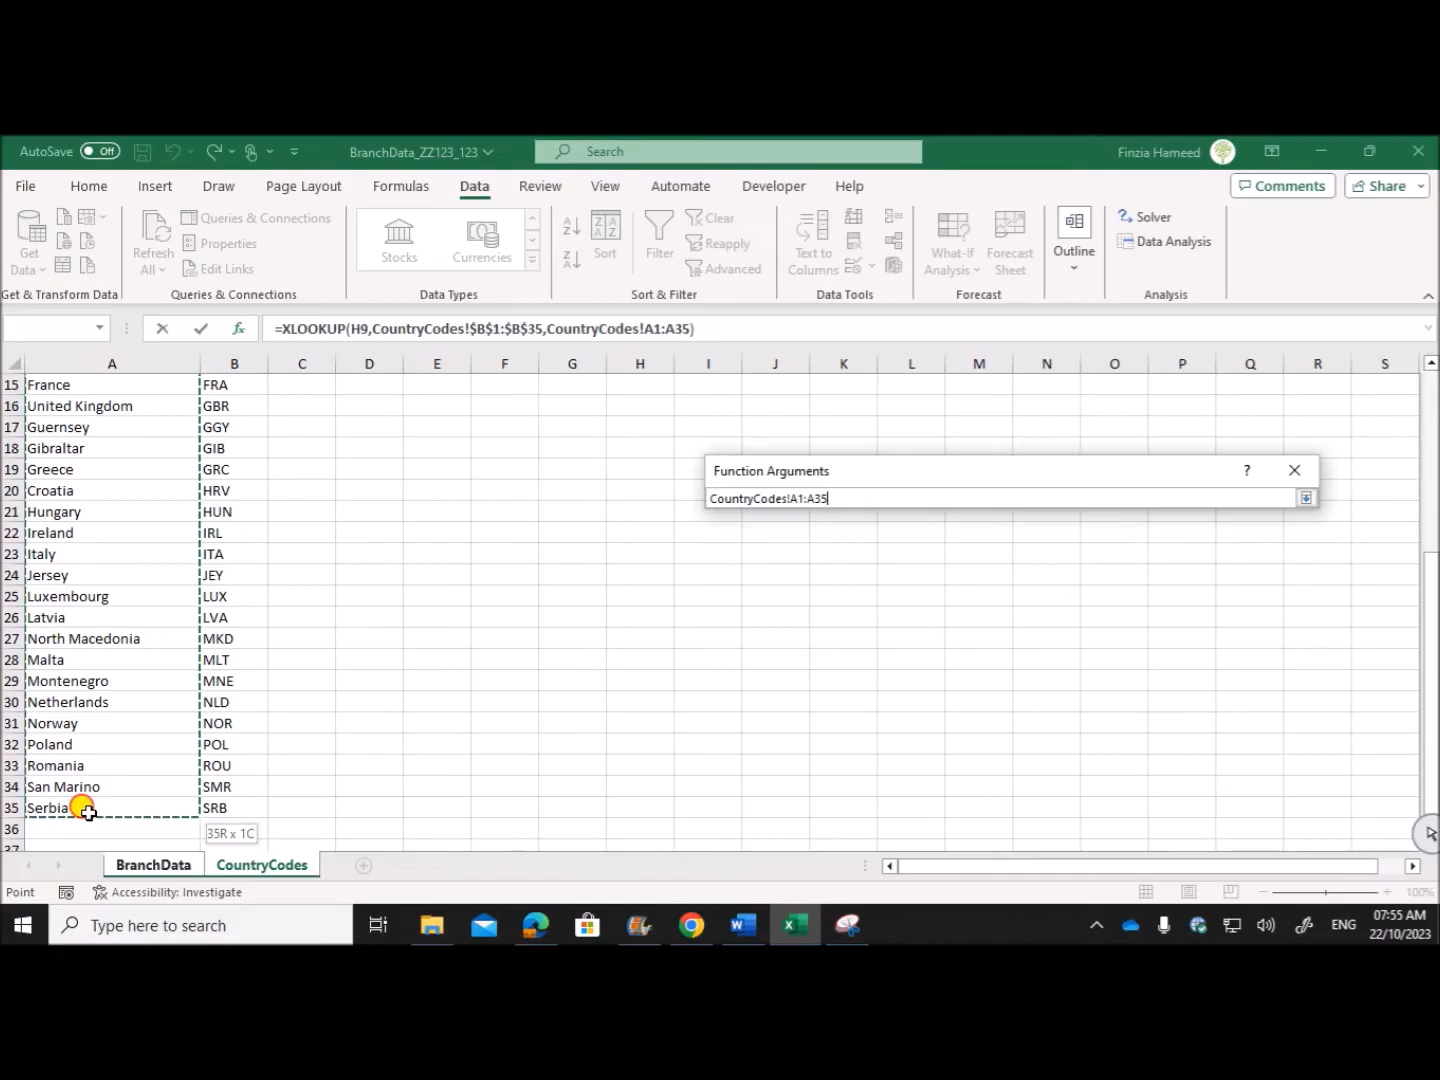 AutoSave Off BranchData_ZZ123_123 Search Finzia Hameed
File Home Insert Draw Page Layout Formulas Data Review View Automate Developer Help Comments Share
Get Data Refresh All Queries & Connections Properties Edit Links Stocks Currencies Sort Filter Clear Reapply Advanced Text to Columns What-If Analysis Forecast Sheet Outline Solver Data Analysis
Get & Transform Data Queries & Connections Data Types Sort & Filter Data Tools Forecast Analysis
fx =XLOOKUP(H9,CountryCodes!$B$1:$B$35,CountryCodes!A1:A35)
A B C D E F G H I J K L M N O P Q R S
15 France FRA
16 United Kingdom GBR
17 Guernsey GGY
18 Gibraltar GIB
19 Greece GRC
20 Croatia HRV
21 Hungary HUN
22 Ireland IRL
23 Italy ITA
24 Jersey JEY
25 Luxembourg LUX
26 Latvia LVA
27 North Macedonia MKD
28 Malta MLT
29 Montenegro MNE
30 Netherlands NLD
31 Norway NOR
32 Poland POL
33 Romania ROU
34 San Marino SMR
35 Serbia SRB
36
37
Function Arguments ?
CountryCodes!A1:A35
35R x 1C
BranchData CountryCodes
Point Accessibility: Investigate 100%
Type here to search ENG 07:55 AM
22/10/2023